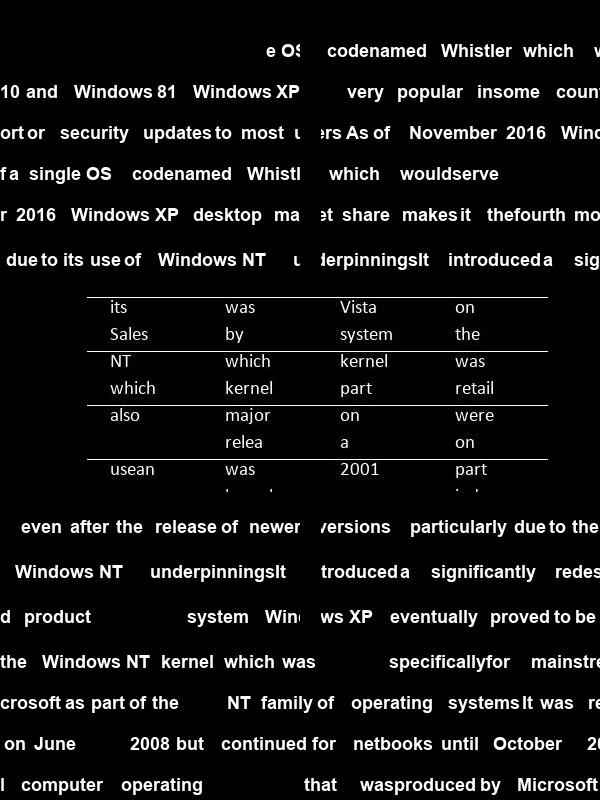 e OS codenamed Whistler which
10 and Windows 81 Windows XP very popular insome coun
ort or security updates to most u ers As of November 2016 Wind
f a single OS codenamed Whistl which wouldserve
r 2016 Windows XP desktop ma et share makes it thefourth mo
due to its use of Windows NT u derpinningsIt introduced a sig
its was Vista on
Sales by system the
NT which kernel was
which kernel part retail
also major on were
relea a on
usean was 2001 part
even after the release of newer versions particularly due to the
Windows NT underpinningsIt troduced a significantly redes
d product system Win ws XP eventually proved to be
the Windows NT kernel which was specificallyfor mainstre
crosoft as part of the NT family of operating systemsIt was re
on June 2008 but continued for netbooks until October 20
l computer operating that wasproduced by Microsoft